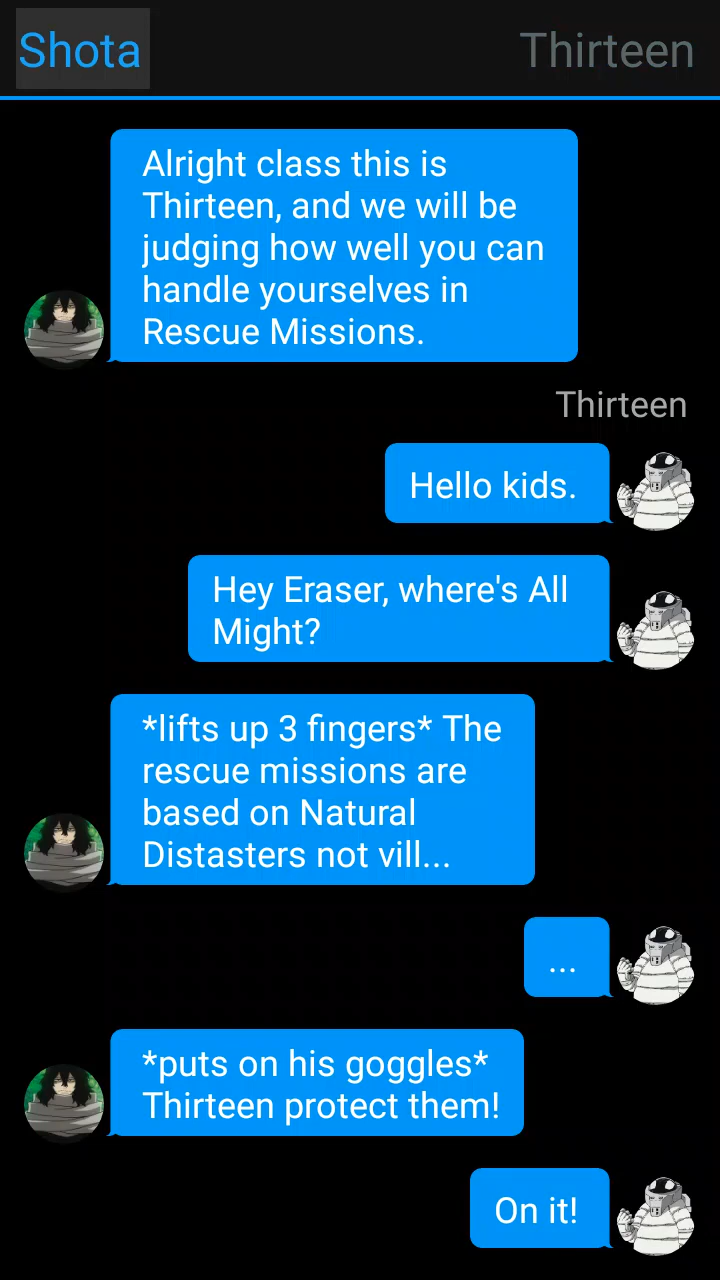 Shota
Thirteen
Alright class this is
Thirteen, and we will be
judging how well you can
handle yourselves in
Rescue Missions.
Thirteen
Hello kids.
Hey Eraser, where's All
Might?
*lifts up 3 fingers* The
rescue missions are
based on Natural
Distasters not vill...
...
*puts on his goggles*
Thirteen protect them!
On it!